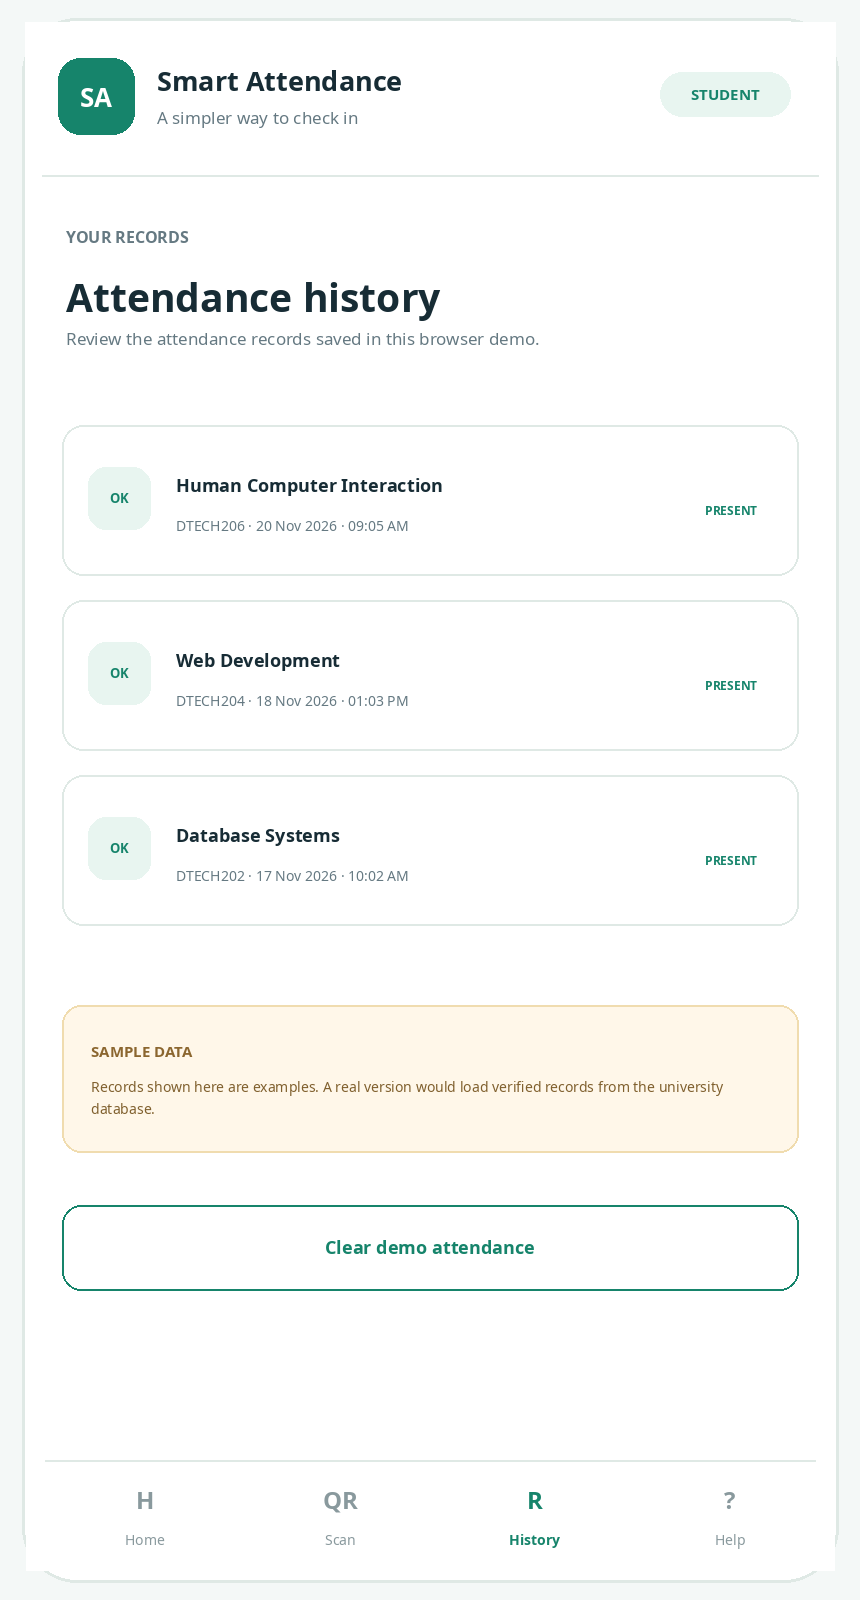 SA
Smart Attendance
A simpler way to check in
STUDENT
YOUR RECORDS
Attendance history
Review the attendance records saved in this browser demo.
OK
Human Computer Interaction
DTECH206 · 20 Nov 2026 · 09:05 AM
PRESENT
OK
Web Development
DTECH204 · 18 Nov 2026 · 01:03 PM
PRESENT
OK
Database Systems
DTECH202 · 17 Nov 2026 · 10:02 AM
PRESENT
SAMPLE DATA
Records shown here are examples. A real version would load verified records from the university
database.
Clear demo attendance
H
Home
QR
Scan
R
History
?
Help